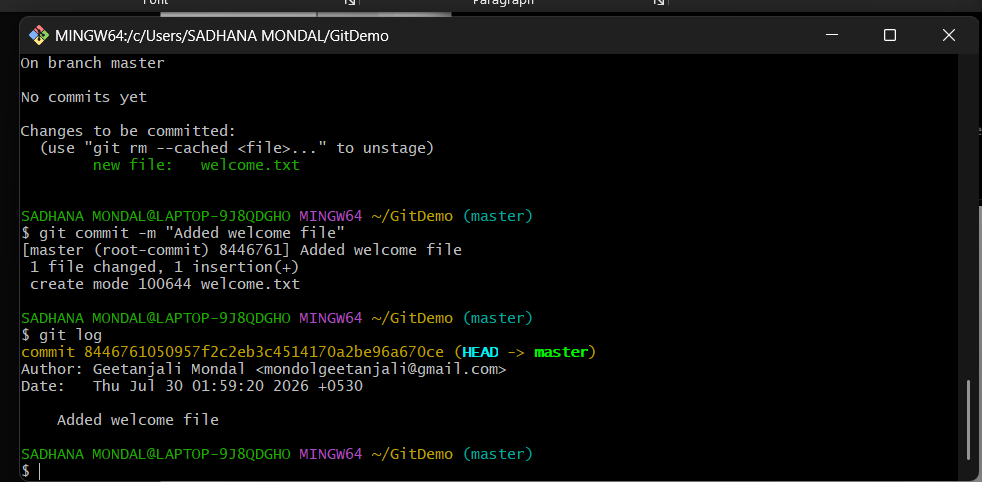 Font
Paragraph
MINGW64:/c/Users/SADHANA MONDAL/GitDemo
On branch master
No commits yet
Changes to be committed:
  (use "git rm --cached <file>..." to unstage)
        new file:   welcome.txt
SADHANA MONDAL@LAPTOP-9J8QDGHO MINGW64 ~/GitDemo (master)
$ git commit -m "Added welcome file"
[master (root-commit) 8446761] Added welcome file
 1 file changed, 1 insertion(+)
 create mode 100644 welcome.txt
SADHANA MONDAL@LAPTOP-9J8QDGHO MINGW64 ~/GitDemo (master)
$ git log
commit 8446761050957f2c2eb3c4514170a2be96a670ce (HEAD -> master)
Author: Geetanjali Mondal <mondolgeetanjali@gmail.com>
Date:   Thu Jul 30 01:59:20 2026 +0530
    Added welcome file
SADHANA MONDAL@LAPTOP-9J8QDGHO MINGW64 ~/GitDemo (master)
$